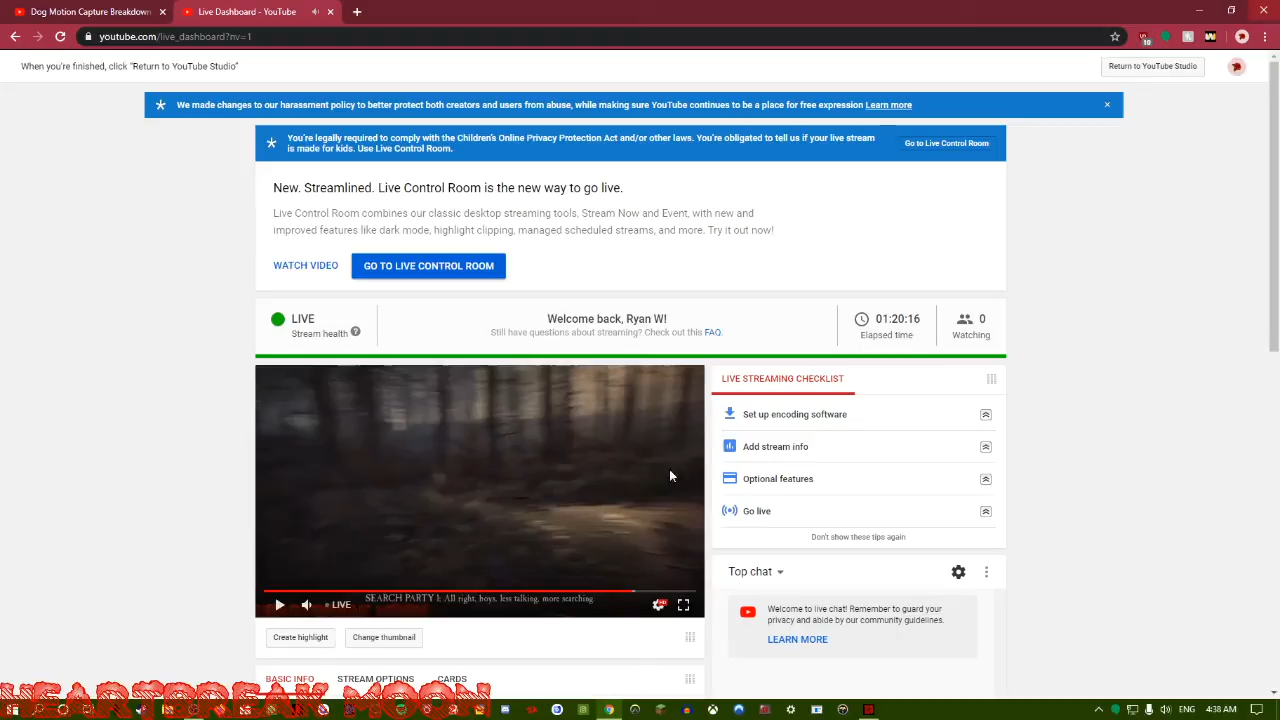 Dog Motion Capture Breakdown
Live Dashboard - YouTube
youtube.com/live_dashboard?nv=1
When you're finished, click "Return to YouTube Studio"
Return to YouTube Studio
We made changes to our harassment policy to better protect both creators and users from abuse, while making sure YouTube continues to be a place for free expression Learn more
You're legally required to comply with the Children's Online Privacy Protection Act and/or other laws. You're obligated to tell us if your live stream
is made for kids. Use Live Control Room.
Go to Live Control Room
New. Streamlined. Live Control Room is the new way to go live.
Live Control Room combines our classic desktop streaming tools, Stream Now and Event, with new and
improved features like dark mode, highlight clipping, managed scheduled streams, and more. Try it out now!
WATCH VIDEO
GO TO LIVE CONTROL ROOM
LIVE
Stream health
Welcome back, Ryan W!
Still have questions about streaming? Check out this FAQ.
01:20:16
Elapsed time
0
Watching
SEARCH PARTY 1: All right, boys, less talking, more searching.
LIVE
HD
Create highlight
Change thumbnail
BASIC INFO
STREAM OPTIONS
CARDS
LIVE STREAMING CHECKLIST
Set up encoding software
Add stream info
Optional features
Go live
Don't show these tips again
Top chat
Welcome to live chat! Remember to guard your
privacy and abide by our community guidelines.
LEARN MORE
4:38 AM